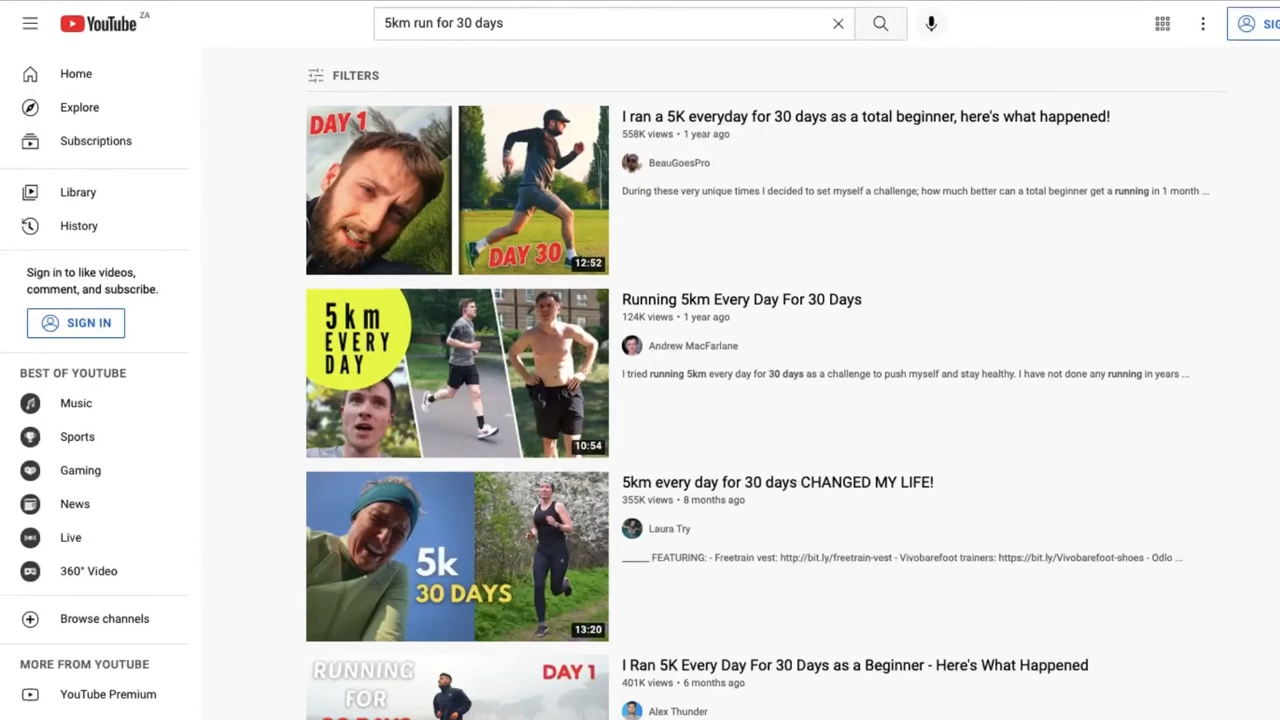 YouTube ZA
5km run for 30 days
SIG
Home
Explore
Subscriptions
Library
History
Sign in to like videos,
comment, and subscribe.
SIGN IN
BEST OF YOUTUBE
Music
Sports
Gaming
News
Live
360° Video
Browse channels
MORE FROM YOUTUBE
YouTube Premium
FILTERS
DAY 1
DAY 30
12:52
I ran a 5K everyday for 30 days as a total beginner, here's what happened!
558K views • 1 year ago
BeauGoesPro
During these very unique times I decided to set myself a challenge; how much better can a total beginner get a running in 1 month ...
5km
EVERY
DAY
10:54
Running 5km Every Day For 30 Days
124K views • 1 year ago
Andrew MacFarlane
I tried running 5km every day for 30 days as a challenge to push myself and stay healthy. I have not done any running in years ...
5k
30 DAYS
13:20
5km every day for 30 days CHANGED MY LIFE!
355K views • 8 months ago
Laura Try
_____ FEATURING: - Freetrain vest: http://bit.ly/freetrain-vest - Vivobarefoot trainers: https://bit.ly/Vivobarefoot-shoes - Odlo ...
RUNNING
FOR
DAY 1
I Ran 5K Every Day For 30 Days as a Beginner - Here's What Happened
401K views • 6 months ago
Alex Thunder